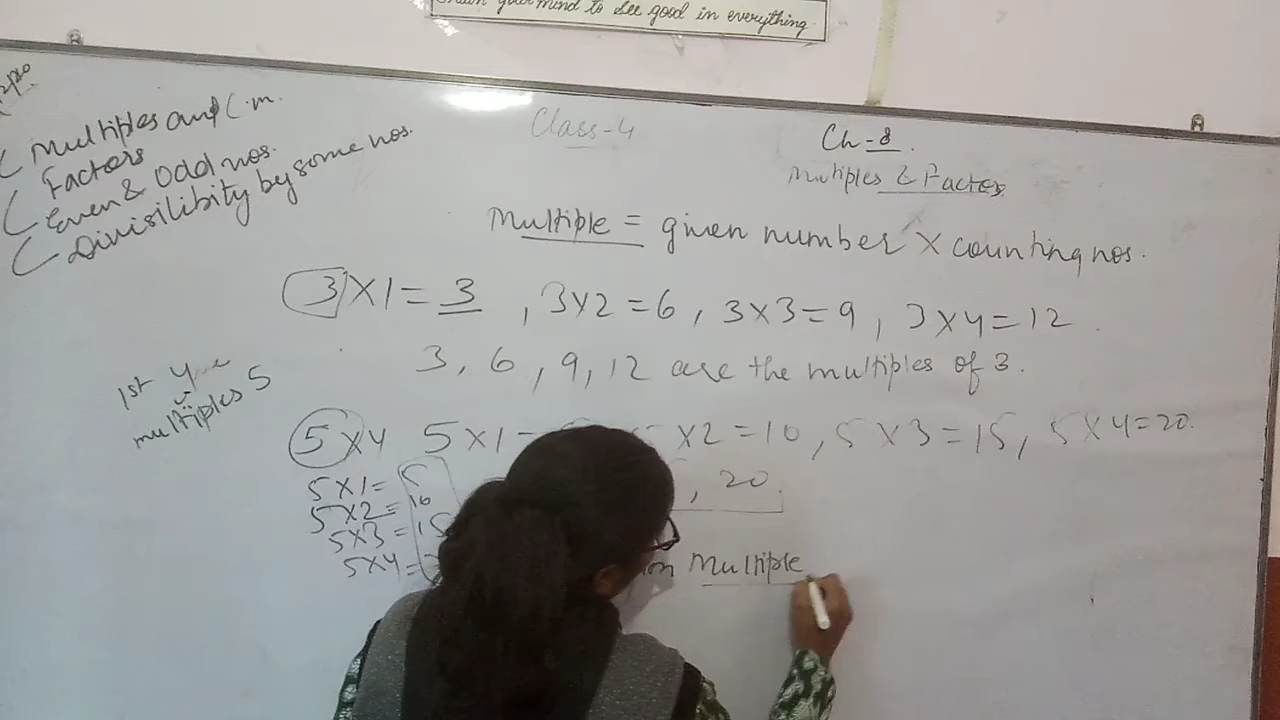 your mind to see good in everything.
Class-4
Ch-8.
Multiples & Factors
Multiples and C.m.
Factors
Even & Odd nos.
Divisilibity by some nos.
Multiple = given number × counting nos.
3 × 1 = 3, 3×2 = 6, 3×3=9, 3×4=12.
3, 6, 9, 12 are the multiples of 3.
1st 4
multiples 5
5 × 4 5×1= ×2=10, 5×3=15, 5×4=20.
5×1= 5
5×2= 10
5×3=15
5×4=
, 20
Multiple